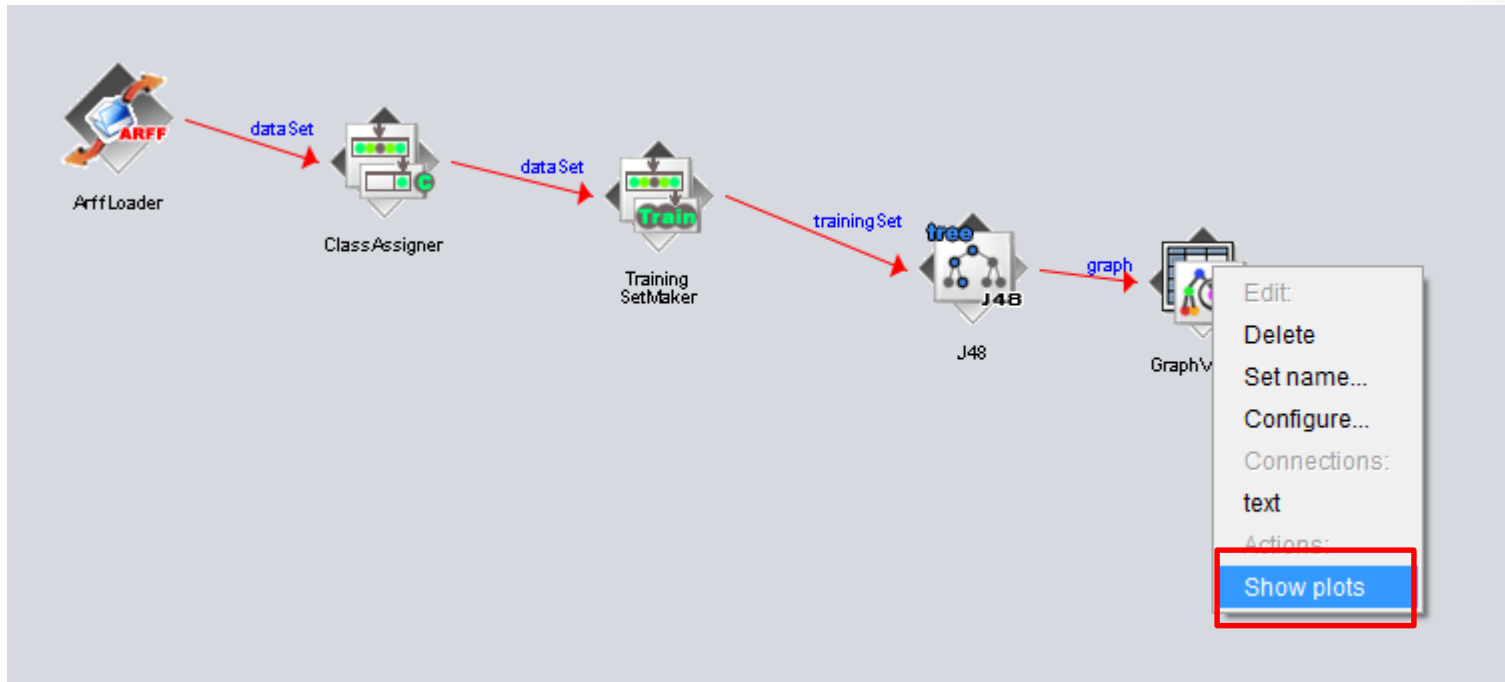 ARFF
ArffLoader
dataSet
C
ClassAssigner
dataSet
Train
Training
SetMaker
trainingSet
tree
J48
J48
graph
Edit:
Delete
Set name...
Configure...
Connections:
text
Actions:
Show plots